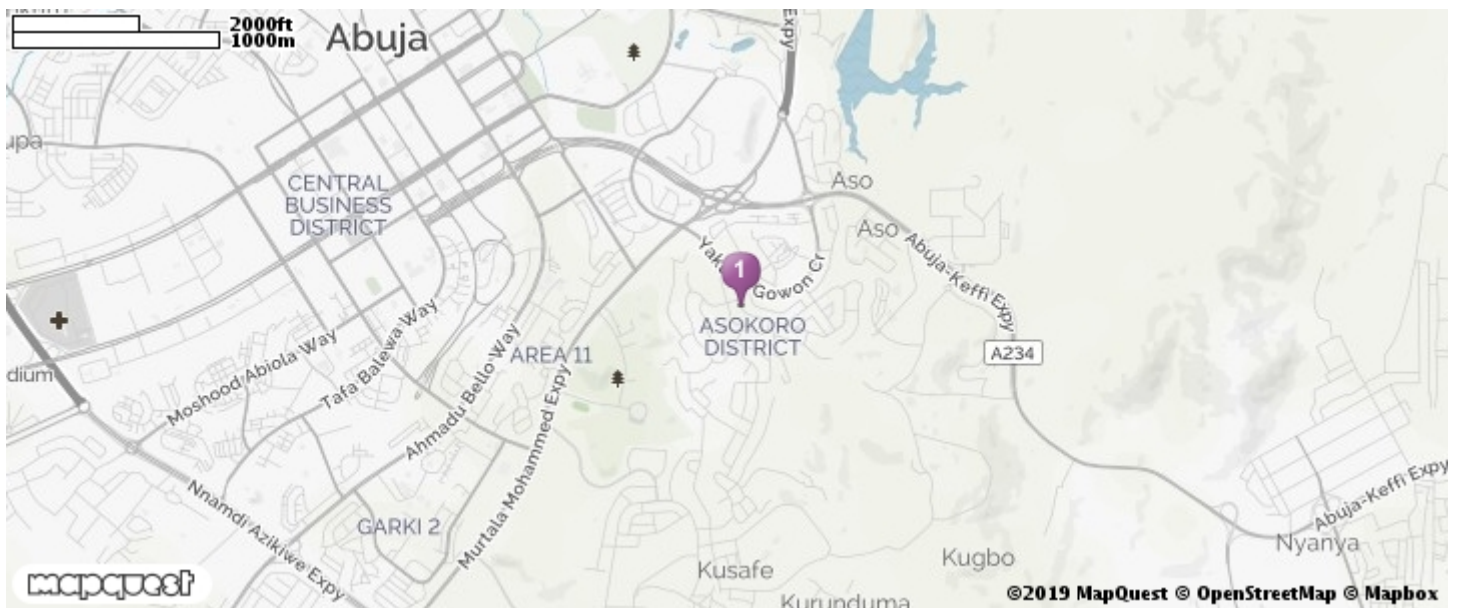 2000ft
1000m
Abuja
Expy
upa
CENTRAL
BUSINESS
DISTRICT
Aso
Aso
Abuja-Keffi Expy
1
Gowon Cr
ASOKORO
DISTRICT
AREA 11
A234
dium
Moshood Abiola Way
Tafa Balewa Way
Ahmadu Bello Way
Murtala Mohammed Expy
Nnamdi Azikiwe Expy
GARKI 2
Abuja-Keffi Expy
Nyanya
Kugbo
Kusafe
Kurunduma
mapquest
©2019 MapQuest © OpenStreetMap © Mapbox